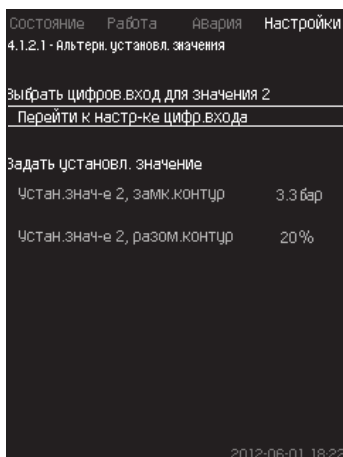 Состояние Работа Авария Настройки
4.1.2.1 - Альтерн. установл. значения
Выбрать цифров.вход для значения 2
Перейти к настр-ке цифр.входа
Задать установл. значение
Устан.знач-е 2, замк.контур 3.3 бар
Устан.знач-е 2, разом.контур 20%
2012-06-01 18:22